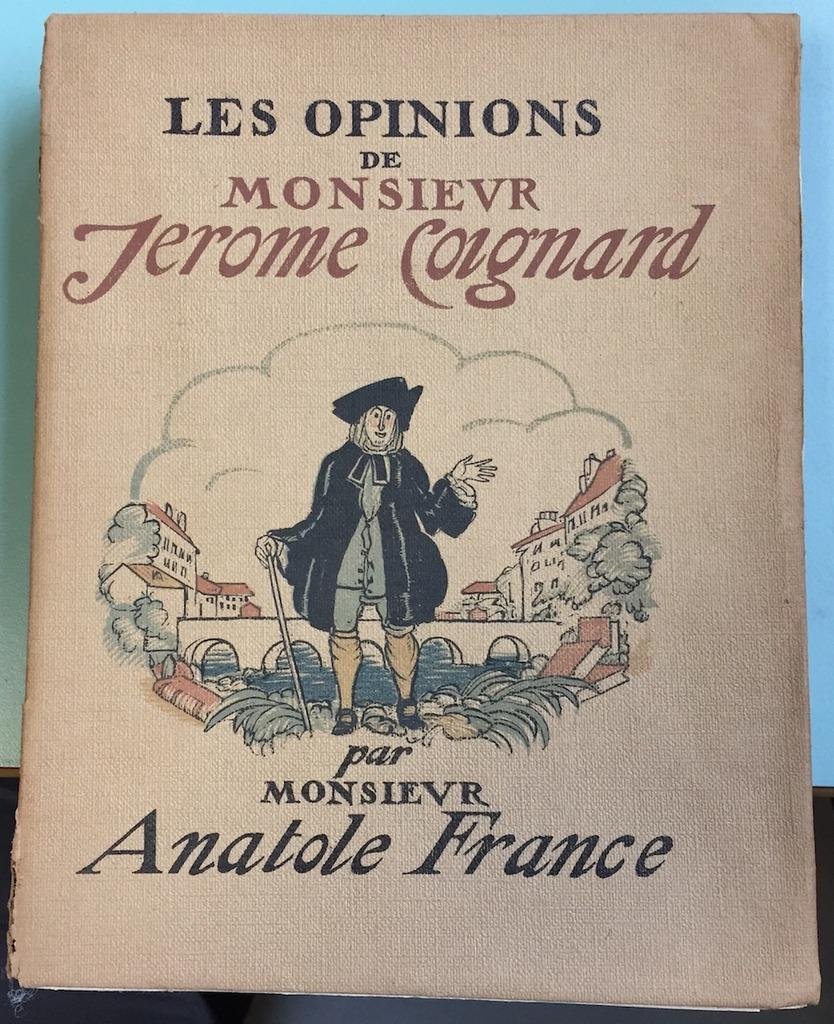 LES OPINIONS
DE
MONSIEVR
Jerome Coignard
par
MONSIEVR
Anatole France